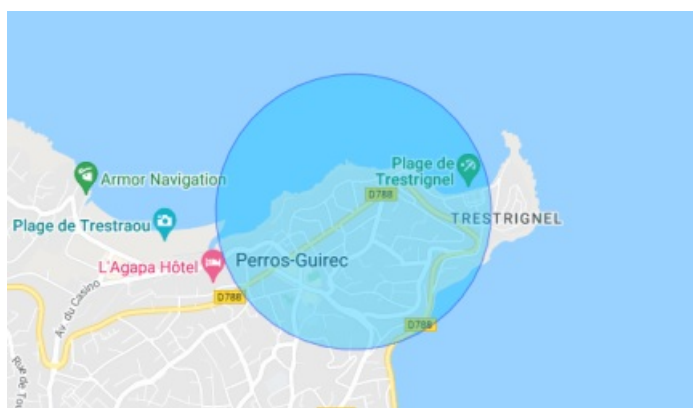 Plage de
Trestrignel
Armor Navigation
D788
TRESTRIGNEL
Plage de Trestraou
L'Agapa Hôtel
Perros-Guirec
D788
Av. du Casino
D788